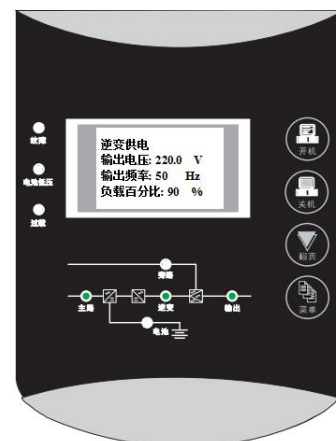 逆变供电
输出电压: 220.0 V
输出频率: 50 Hz
负载百分比: 90 %
故障
电池低压
过载
开机
关机
翻页
菜单
旁路
主路
逆变
输出
电池